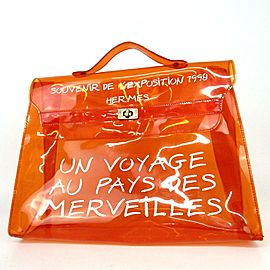 SOUVENIR DE L'EXPOSITION 1998
HERMES
UN VOYAGE
AU PAYS DES
MERVEILLES!